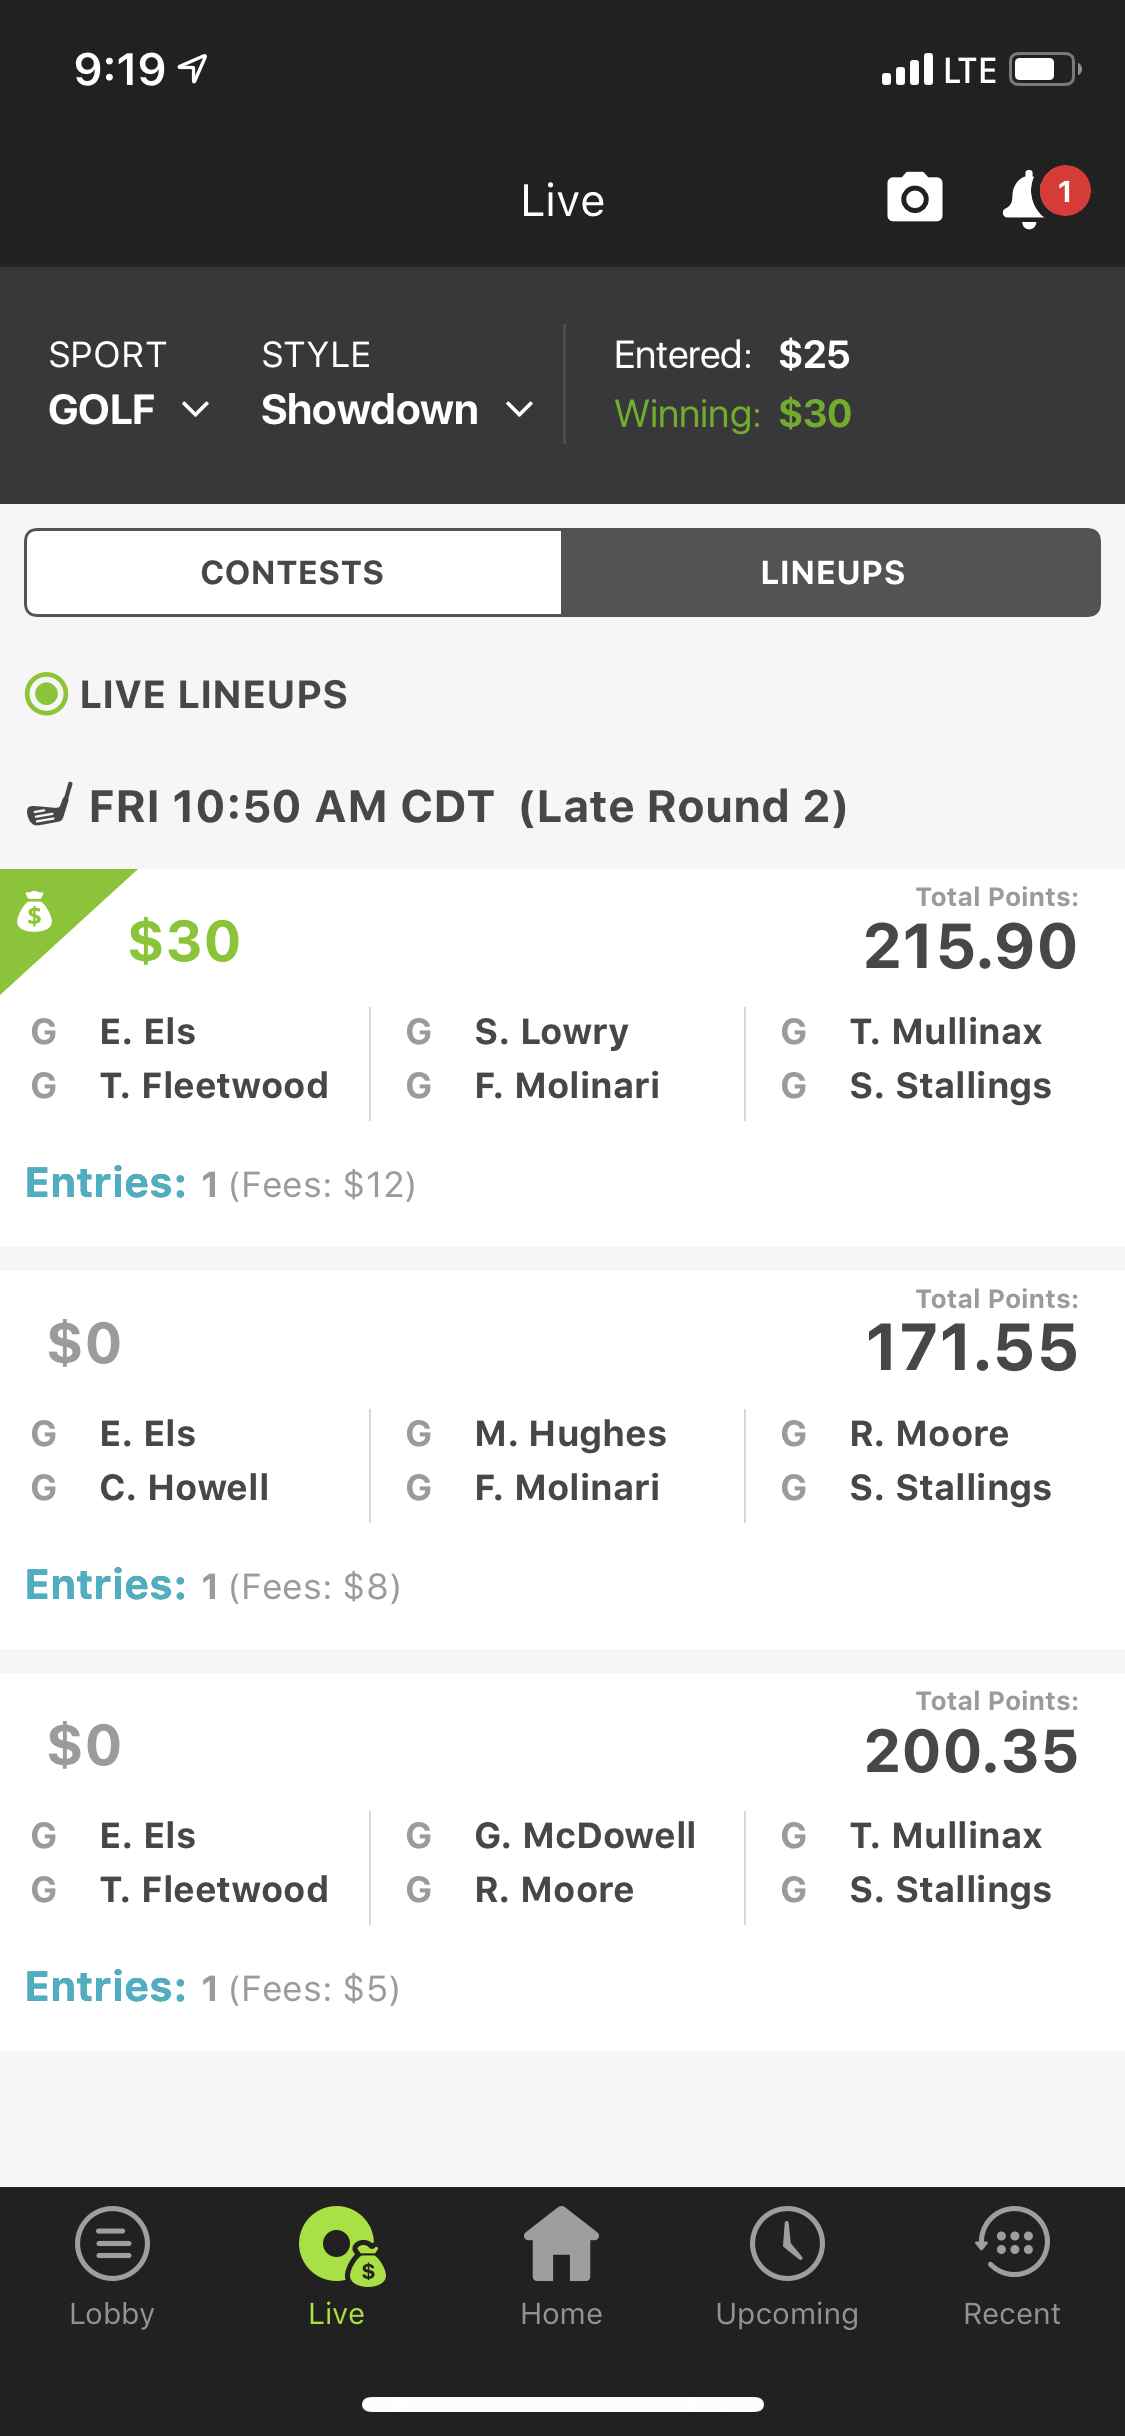 9:19 LTE
Live 1
SPORT STYLE Entered: $25
GOLF Showdown Winning: $30
CONTESTS LINEUPS
LIVE LINEUPS
FRI 10:50 AM CDT (Late Round 2)
Total Points:
$ $30 215.90
G E. Els G S. Lowry G T. Mullinax
G T. Fleetwood G F. Molinari G S. Stallings
Entries: 1 (Fees: $12)
Total Points:
$0 171.55
G E. Els G M. Hughes G R. Moore
G C. Howell G F. Molinari G S. Stallings
Entries: 1 (Fees: $8)
Total Points:
$0 200.35
G E. Els G G. McDowell G T. Mullinax
G T. Fleetwood G R. Moore G S. Stallings
Entries: 1 (Fees: $5)
$
Lobby Live Home Upcoming Recent